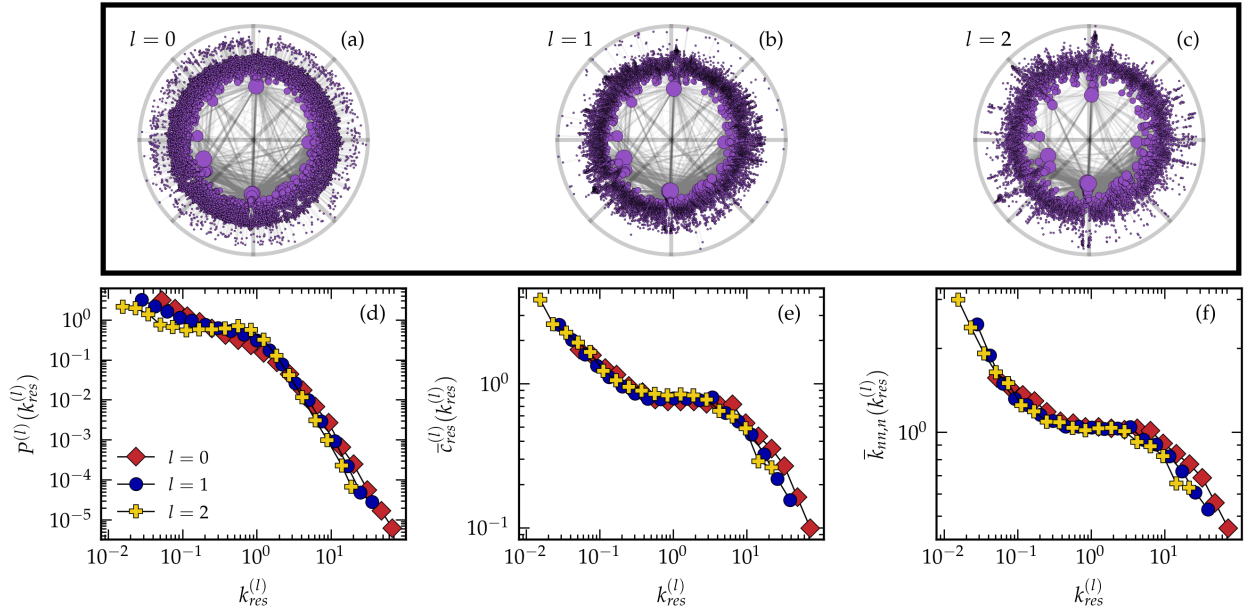 l = 0
(a)
l = 1
(b)
l = 2
(c)
(d)
P^{(l)}(k_{res}^{(l)})
10^0
10^{-1}
10^{-2}
10^{-3}
10^{-4}
10^{-5}
l = 0
l = 1
l = 2
10^{-2} 10^{-1} 10^0 10^1
k_{res}^{(l)}
(e)
\bar{c}_{res}^{(l)}(k_{res}^{(l)})
10^0
10^{-1}
10^{-2} 10^{-1} 10^0 10^1
k_{res}^{(l)}
(f)
\bar{k}_{nn,n}(k_{res}^{(l)})
10^0
10^{-2} 10^{-1} 10^0 10^1
k_{res}^{(l)}